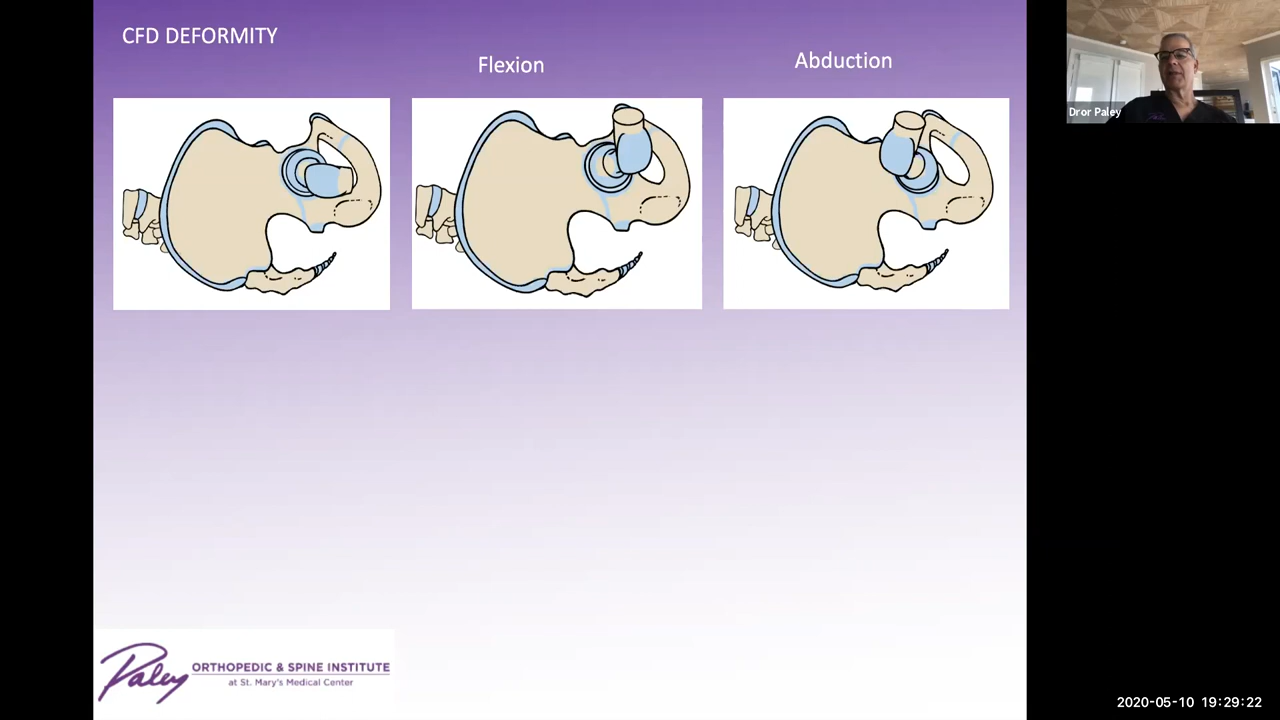 CFD DEFORMITY
Flexion
Abduction
Dror Paley
Paley
ORTHOPEDIC & SPINE INSTITUTE
at St. Mary's Medical Center
2020-05-10 19:29:22